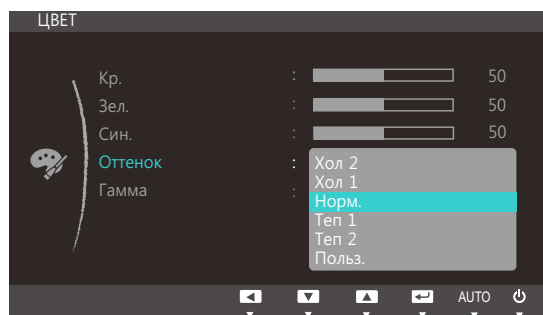 ЦВЕТ
Кр. : 50
Зел. : 50
Син. : 50
Оттенок :
Гамма :
Хол 2
Хол 1
Норм.
Теп 1
Теп 2
Польз.
AUTO